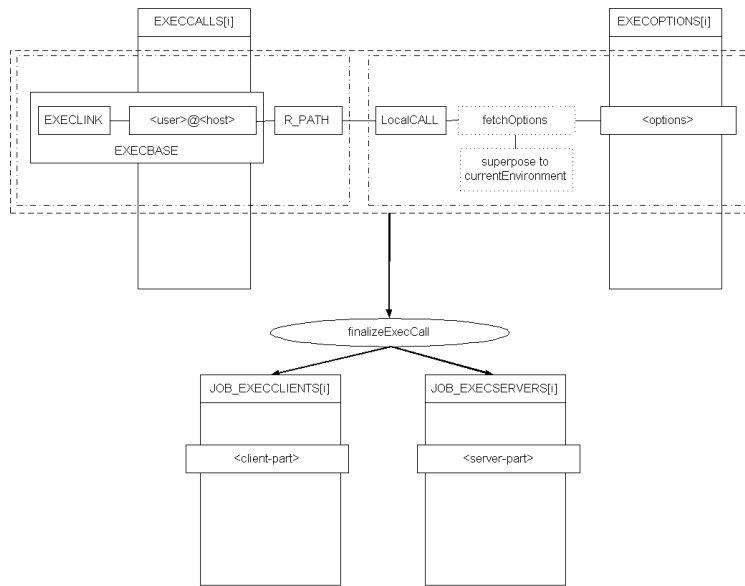 EXECCALLS[i]
EXECOPTIONS[i]
EXECLINK
<user>@<host>
R_PATH
LocalCALL
fetchOptions
<options>
EXECBASE
superpose to
currentEnvironment
finalizeExecCall
JOB_EXECCLIENTS[i]
JOB_EXECSERVERS[i]
<client-part>
<server-part>